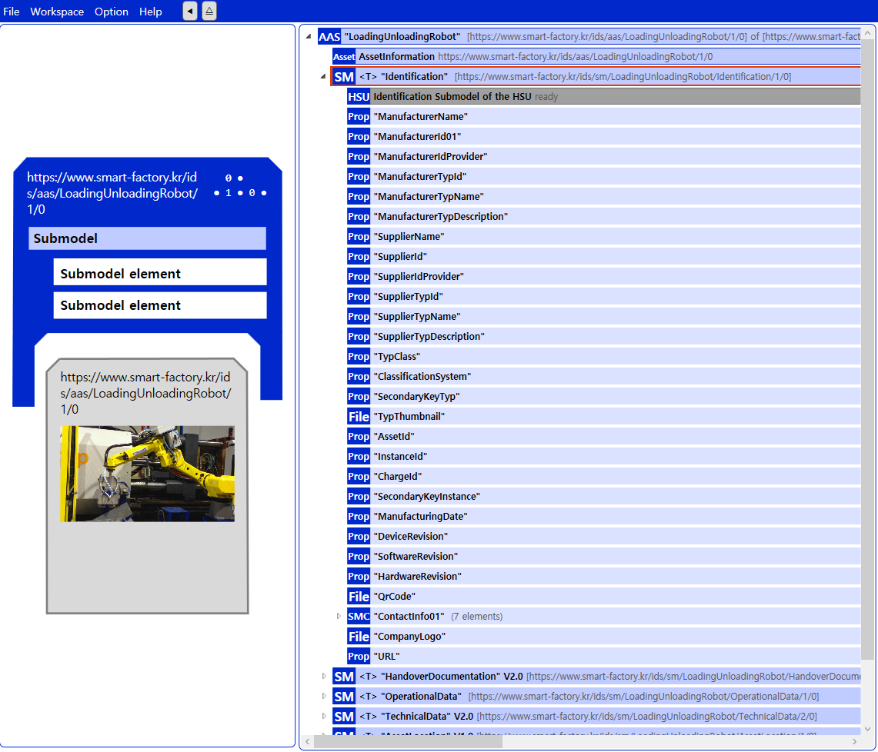 File Workspace Option Help
https://www.smart-factory.kr/id
s/aas/LoadingUnloadingRobot/
1/0
0
1 0
Submodel
Submodel element
Submodel element
https://www.smart-factory.kr/id
s/aas/LoadingUnloadingRobot/
1/0
AAS "LoadingUnloadingRobot" [https://www.smart-factory.kr/ids/aas/LoadingUnloadingRobot/1/0] of [https://www.smart-fact
Asset AssetInformation https://www.smart-factory.kr/ids/aas/LoadingUnloadingRobot/1/0
SM <T> "Identification" [https://www.smart-factory.kr/ids/sm/LoadingUnloadingRobot/Identification/1/0]
HSU Identification Submodel of the HSU ready
Prop "ManufacturerName"
Prop "ManufacturerId01"
Prop "ManufacturerIdProvider"
Prop "ManufacturerTypId"
Prop "ManufacturerTypName"
Prop "ManufacturerTypDescription"
Prop "SupplierName"
Prop "SupplierId"
Prop "SupplierIdProvider"
Prop "SupplierTypId"
Prop "SupplierTypName"
Prop "SupplierTypDescription"
Prop "TypClass"
Prop "ClassificationSystem"
Prop "SecondaryKeyTyp"
File "TypThumbnail"
Prop "AssetId"
Prop "InstanceId"
Prop "ChargeId"
Prop "SecondaryKeyInstance"
Prop "ManufacturingDate"
Prop "DeviceRevision"
Prop "SoftwareRevision"
Prop "HardwareRevision"
File "QrCode"
SMC "ContactInfo01" (7 elements)
File "CompanyLogo"
Prop "URL"
SM <T> "HandoverDocumentation" V2.0 [https://www.smart-factory.kr/ids/sm/LoadingUnloadingRobot/HandoverDocume
SM <T> "OperationalData" [https://www.smart-factory.kr/ids/sm/LoadingUnloadingRobot/OperationalData/1/0]
SM <T> "TechnicalData" V2.0 [https://www.smart-factory.kr/ids/sm/LoadingUnloadingRobot/TechnicalData/2/0]